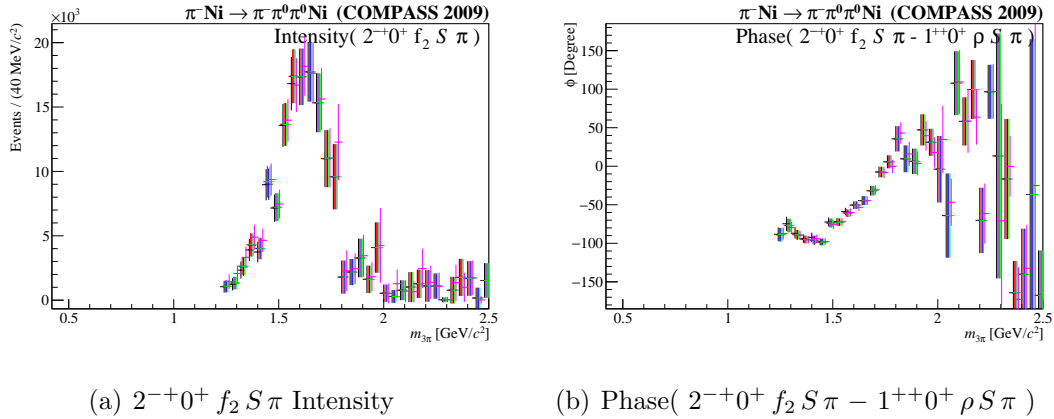 π⁻Ni → π⁻π⁰π⁰Ni (COMPASS 2009)
Intensity( 2⁻⁺0⁺ f₂ S π )
×10³
Events / (40 MeV/c²)
20
15
10
5
0
0.5 1 1.5 2 2.5
m₃π [GeV/c²]
(a) 2⁻⁺0⁺ f₂ S π Intensity
π⁻Ni → π⁻π⁰π⁰Ni (COMPASS 2009)
Phase( 2⁻⁺0⁺ f₂ S π - 1⁺⁺0⁺ ρ S π )
ϕ [Degree]
150
100
50
0
−50
−100
−150
0.5 1 1.5 2 2.5
m₃π [GeV/c²]
(b) Phase( 2⁻⁺0⁺ f₂ S π − 1⁺⁺0⁺ ρ S π )